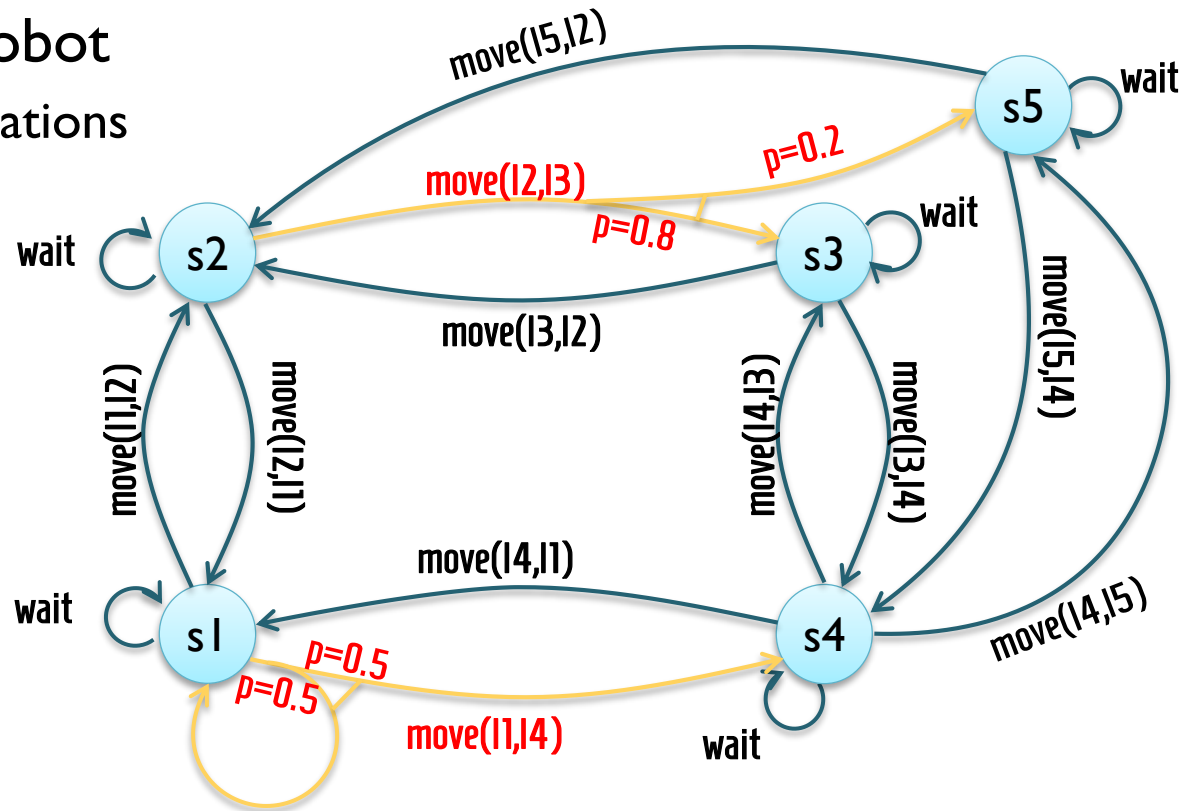 obot
ations
move(l5,l2)
wait
s5
p=0.2
move(l2,l3)
p=0.8
wait
wait
s2
s3
move(l3,l2)
move(l5,l4)
move(l1,l2)
move(l2,l1)
move(l4,l3)
move(l3,l4)
move(l4,l1)
wait
s1
s4
move(l4,l5)
p=0.5
p=0.5
move(l1,l4)
wait